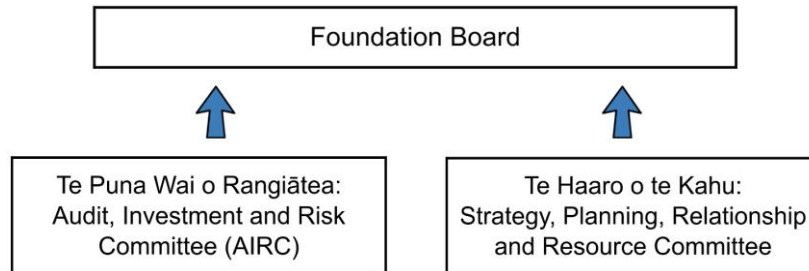 Foundation Board
Te Puna Wai o Rangiātea:
Audit, Investment and Risk
Committee (AIRC)
Te Haaro o te Kahu:
Strategy, Planning, Relationship
and Resource Committee